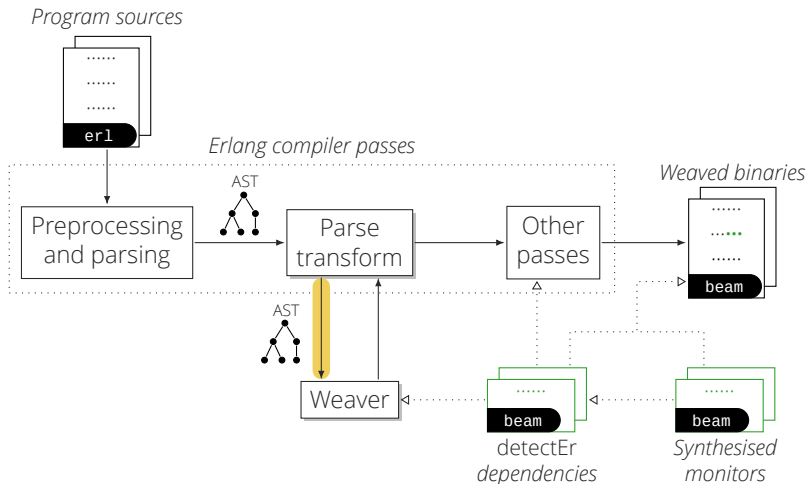 Program sources
......
......
......
erl
Erlang compiler passes
Weaved binaries
AST
Preprocessing
and parsing
Parse
transform
Other
passes
......
......
......
beam
AST
Weaver
......
beam
......
beam
detectEr
dependencies
Synthesised
monitors